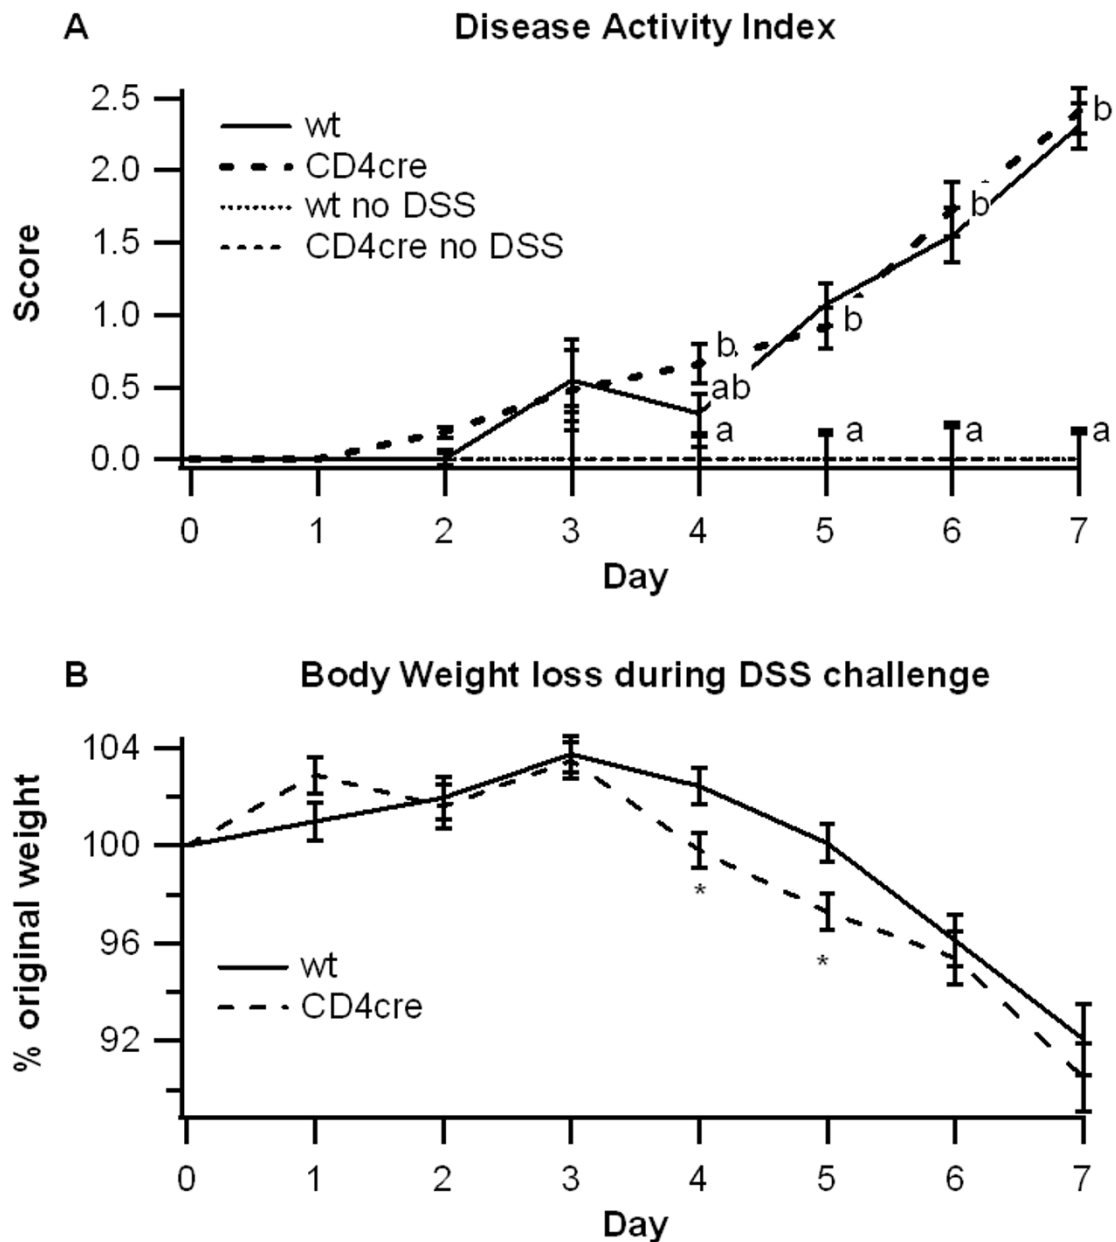 A Disease Activity Index
2.5
2.0
1.5
1.0
0.5
0.0
Score
wt
CD4cre
wt no DSS
CD4cre no DSS
b
b
b
b
ab
a a a a
0 1 2 3 4 5 6 7
Day
B Body Weight loss during DSS challenge
104
100
96
92
% original weight
wt
CD4cre
*
*
0 1 2 3 4 5 6 7
Day